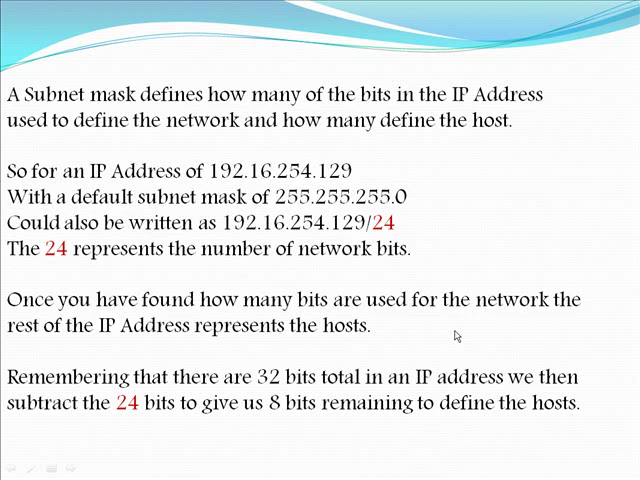 A Subnet mask defines how many of the bits in the IP Address
used to define the network and how many define the host.
So for an IP Address of 192.16.254.129
With a default subnet mask of 255.255.255.0
Could also be written as 192.16.254.129/24
The 24 represents the number of network bits.
Once you have found how many bits are used for the network the
rest of the IP Address represents the hosts.
Remembering that there are 32 bits total in an IP address we then
subtract the 24 bits to give us 8 bits remaining to define the hosts.